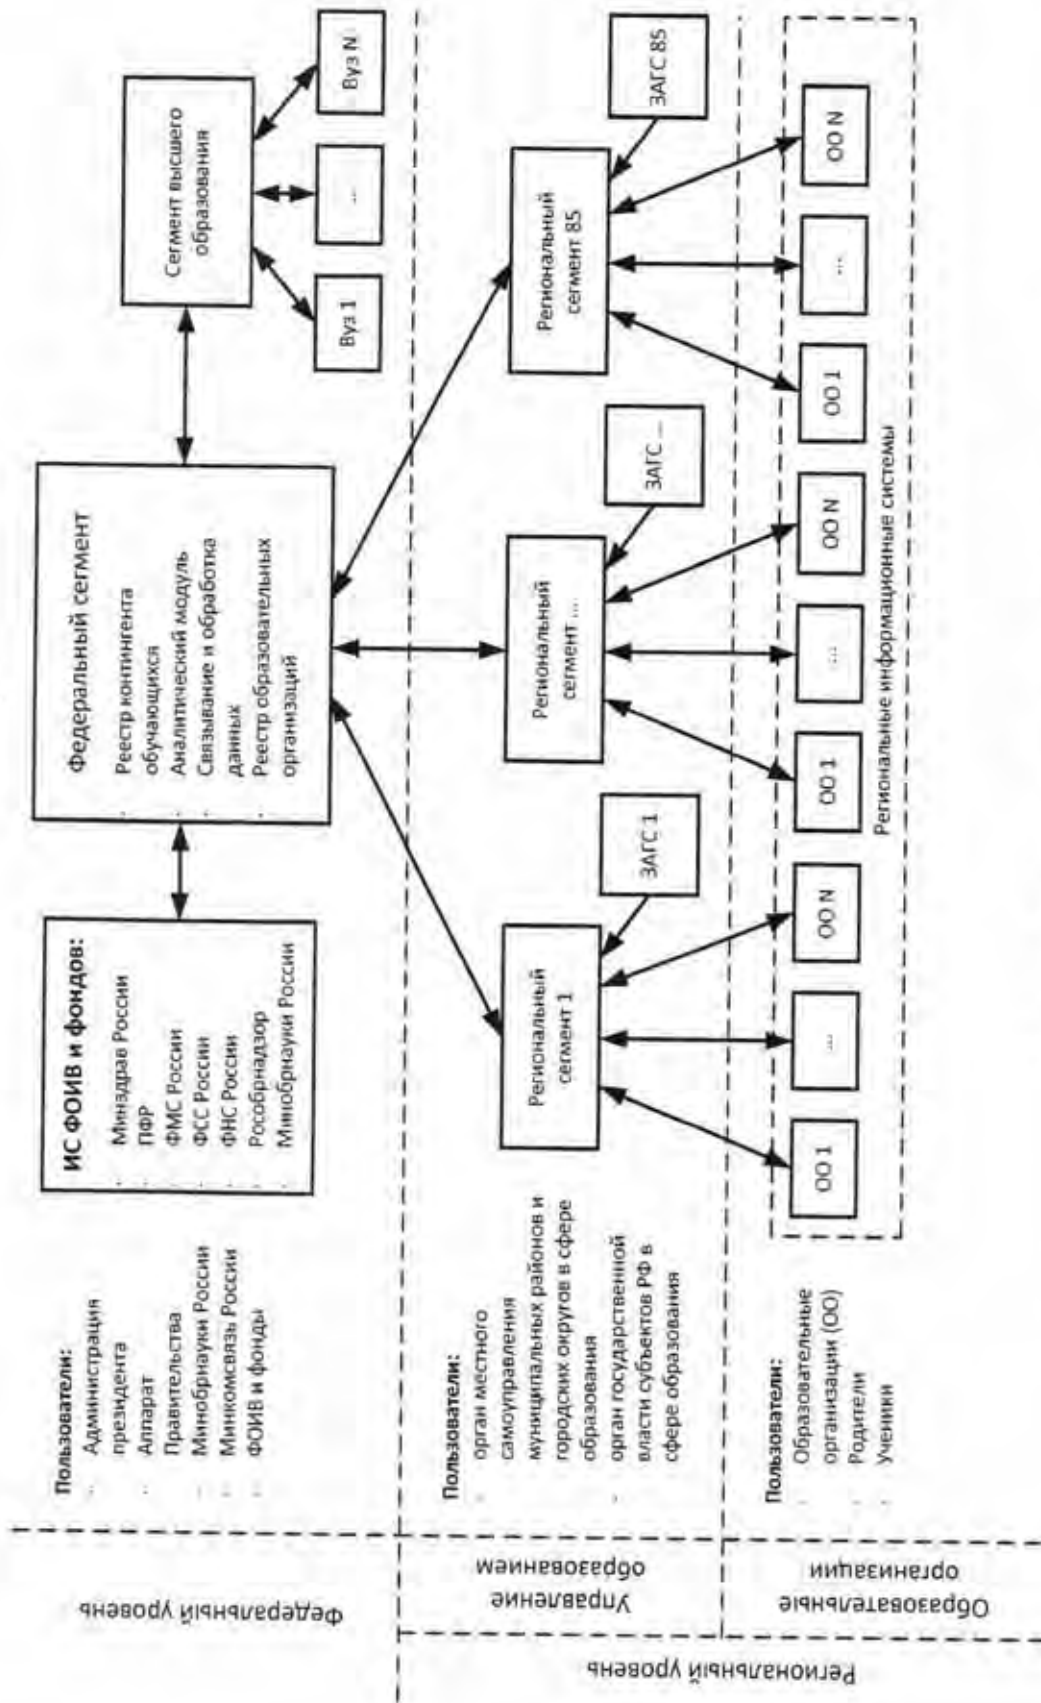 Федеральный уровень
Пользователи:
Администрация
президента
Аппарат
Правительства
Минобрнауки России
Минкомсвязь России
ФОИВ и фонды
ИС ФОИВ и фондов:
Минздрав России
ПФР
ФМС России
ФСС России
ФНС России
Рособрнадзор
Минобрнауки России
Федеральный сегмент
Реестр контингента
обучающихся
Аналитический модуль
Связывание и обработка
данных
Реестр образовательных
организаций
Сегмент высшего
образования
Вуз 1
...
Вуз N
Региональный уровень
Управление
образованием
Пользователи:
орган местного
самоуправления
муниципальных районов и
городских округов в сфере
образования
орган государственной
власти субъектов РФ в
сфере образования
Региональный
сегмент 1
ЗАГС 1
Региональный
сегмент ...
ЗАГС ...
Региональный
сегмент 85
ЗАГС 85
Образовательные
организации
Пользователи:
Образовательные
организации (ОО)
Родители
Ученики
ОО 1
...
ОО N
ОО 1
...
ОО N
ОО 1
...
ОО N
Региональные информационные системы